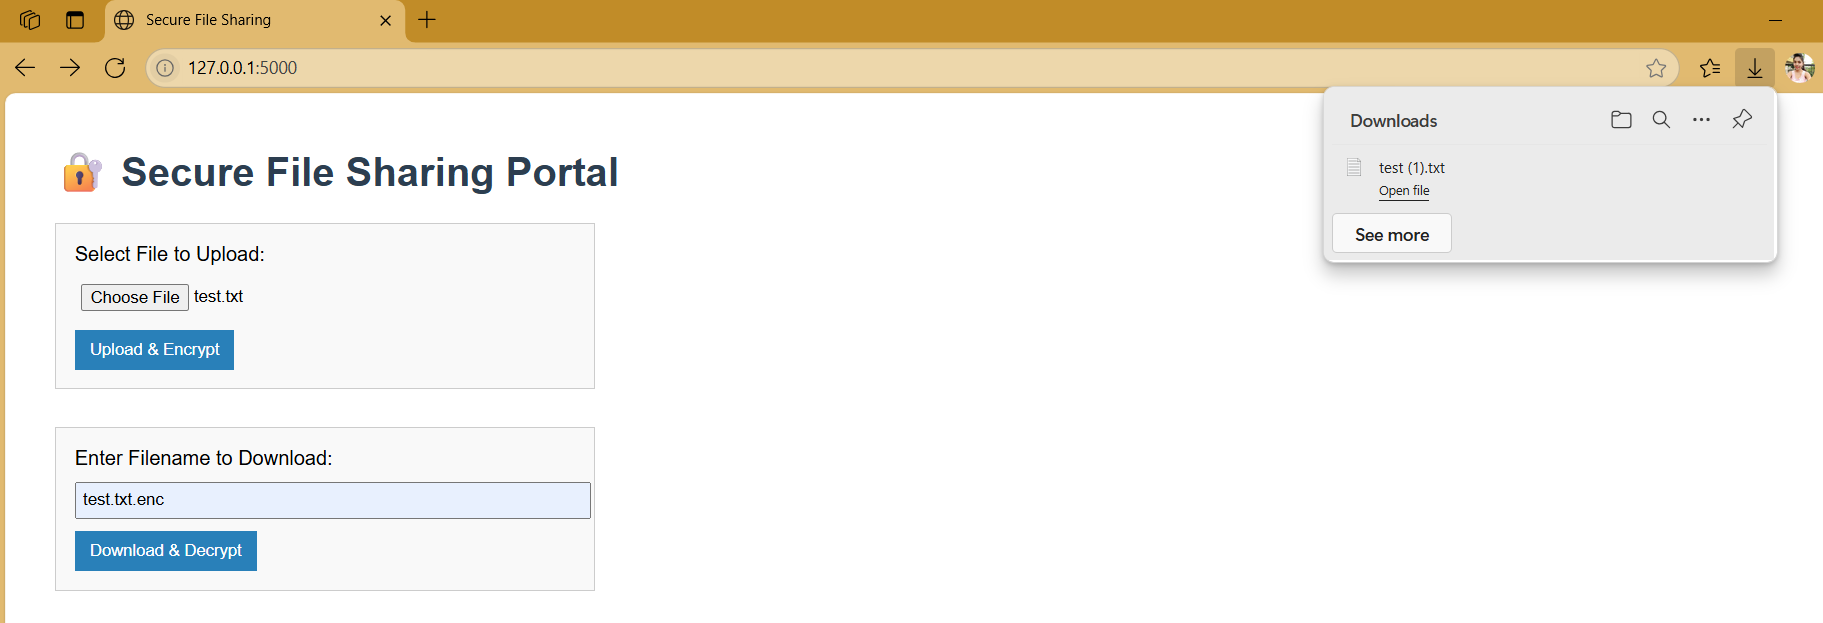 Secure File Sharing
127.0.0.1:5000
Downloads
test (1).txt
Open file
See more
Secure File Sharing Portal
Select File to Upload:
Choose File test.txt
Upload & Encrypt
Enter Filename to Download:
test.txt.enc
Download & Decrypt